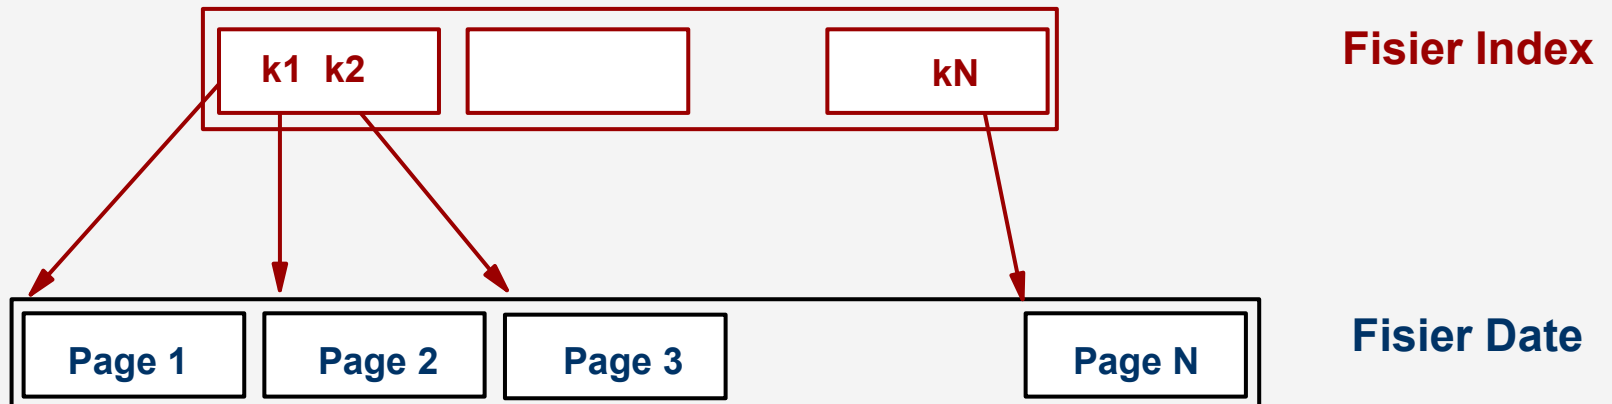 k1 k2
kN
Fisier Index
Page 1
Page 2
Page 3
Page N
Fisier Date